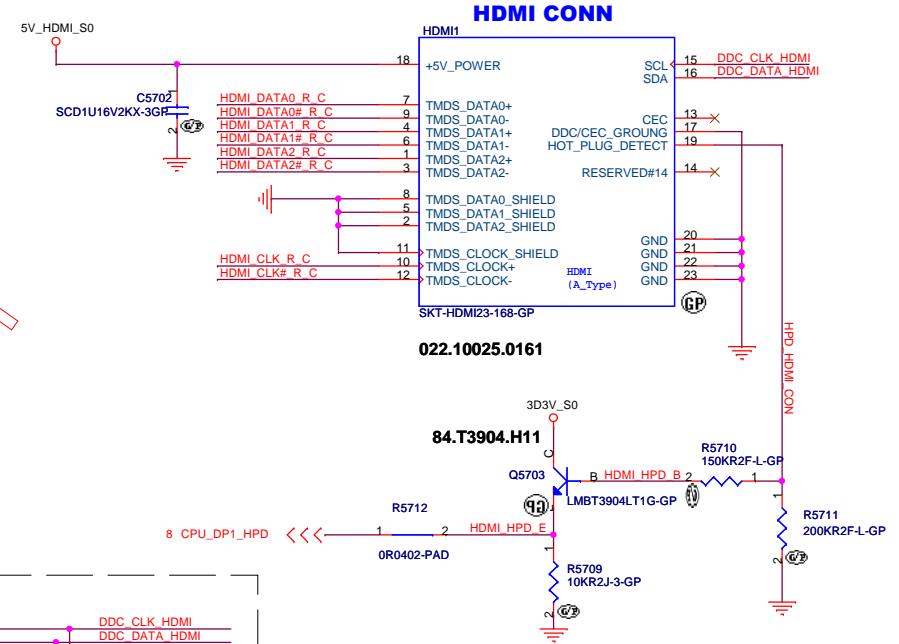 HDMI CONN
5V_HDMI_S0
HDMI1
18 +5V_POWER
SCL 15 DDC_CLK_HDMI
SDA 16 DDC_DATA_HDMI
C5702
SCD1U16V2KX-3GP
1
2
G/P
HDMI_DATA0_R_C 7 TMDS_DATA0+
HDMI_DATA0#_R_C 9 TMDS_DATA0-
HDMI_DATA1_R_C 4 TMDS_DATA1+
HDMI_DATA1#_R_C 6 TMDS_DATA1-
HDMI_DATA2_R_C 1 TMDS_DATA2+
HDMI_DATA2#_R_C 3 TMDS_DATA2-
CEC 13
DDC/CEC_GROUNG 17
HOT_PLUG_DETECT 19
RESERVED#14 14
8 TMDS_DATA0_SHIELD
5 TMDS_DATA1_SHIELD
2 TMDS_DATA2_SHIELD
11 TMDS_CLOCK_SHIELD
HDMI_CLK_R_C 10 TMDS_CLOCK+
HDMI_CLK#_R_C 12 TMDS_CLOCK-
GND 20
GND 21
GND 22
GND 23
HDMI
(A_Type)
SKT-HDMI23-168-GP
GP
022.10025.0161
HPD_HDMI_CON
3D3V_S0
84.T3904.H11
C
Q5703
B HDMI_HPD_B 2
LMBT3904LT1G-GP
GP
R5710
150KR2F-L-GP
1
1
R5711
200KR2F-L-GP
2
G/P
8 CPU_DP1_HPD
R5712
1 2 HDMI_HPD_E
0R0402-PAD
1
R5709
10KR2J-3-GP
2
G/P
DDC_CLK_HDMI
DDC_DATA_HDMI